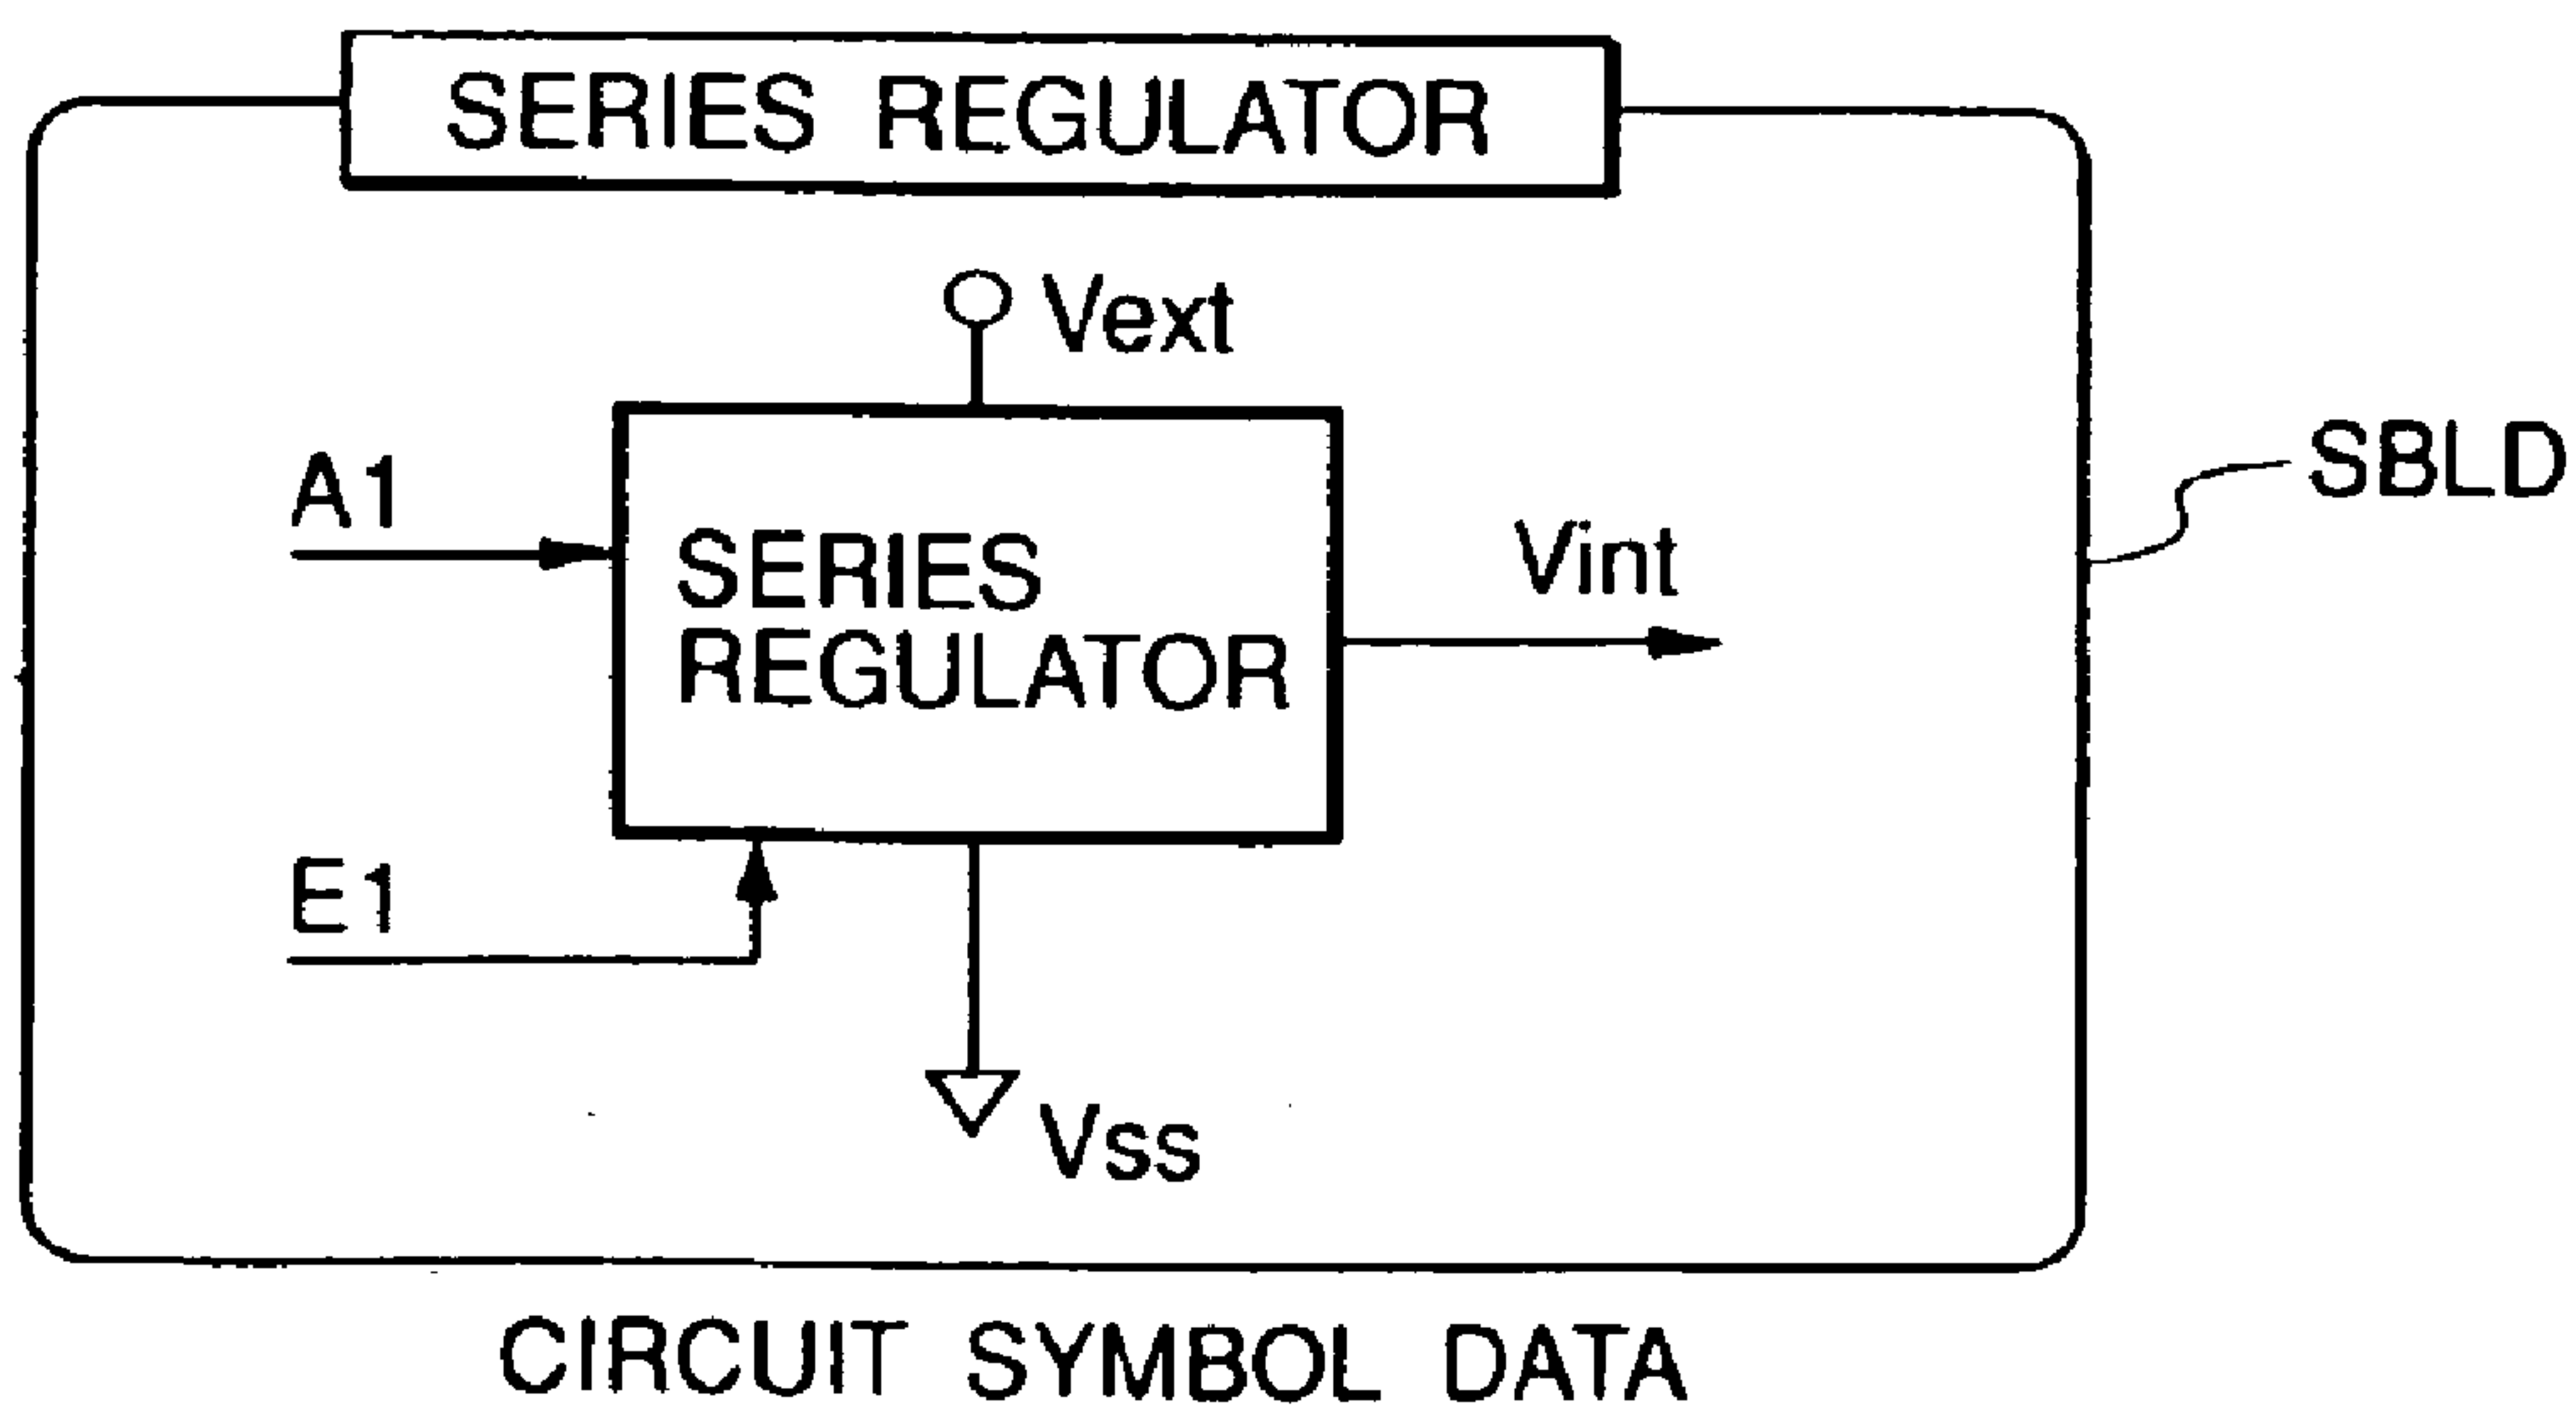 SERIES REGULATOR
Vext
A1
SBLD
SERIES
REGULATOR
Vint
E1
Vss
CIRCUIT SYMBOL DATA